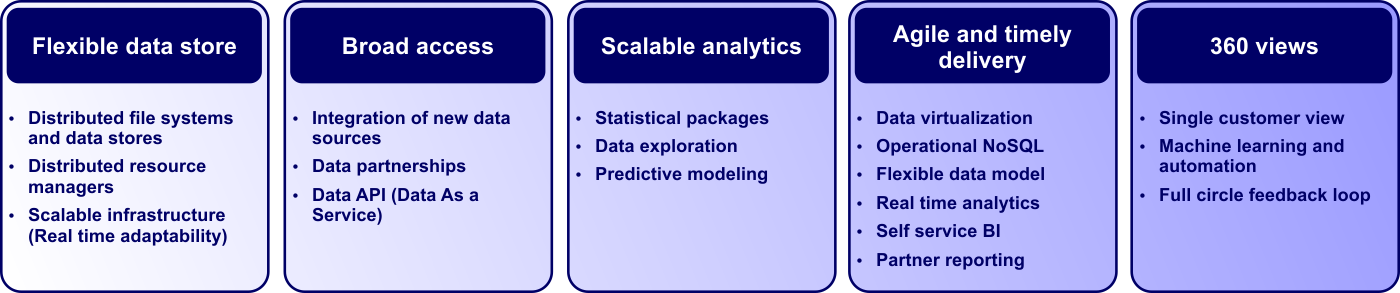 Flexible data store
• Distributed file systems
and data stores
• Distributed resource
managers
• Scalable infrastructure
(Real time adaptability)
Broad access
• Integration of new data
sources
• Data partnerships
• Data API (Data As a
Service)
Scalable analytics
• Statistical packages
• Data exploration
• Predictive modeling
Agile and timely
delivery
• Data virtualization
• Operational NoSQL
• Flexible data model
• Real time analytics
• Self service BI
• Partner reporting
360 views
• Single customer view
• Machine learning and
automation
• Full circle feedback loop